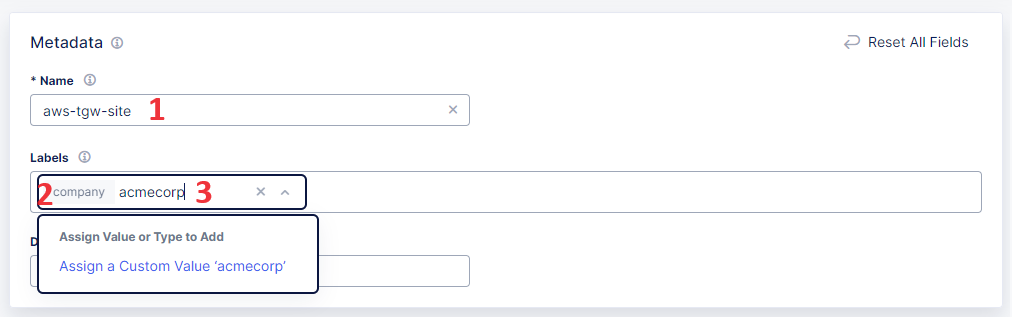 Metadata
Reset All Fields
* Name
aws-tgw-site 1
Labels
2 company acmecorp 3
Assign Value or Type to Add
D
Assign a Custom Value ‘acmecorp’